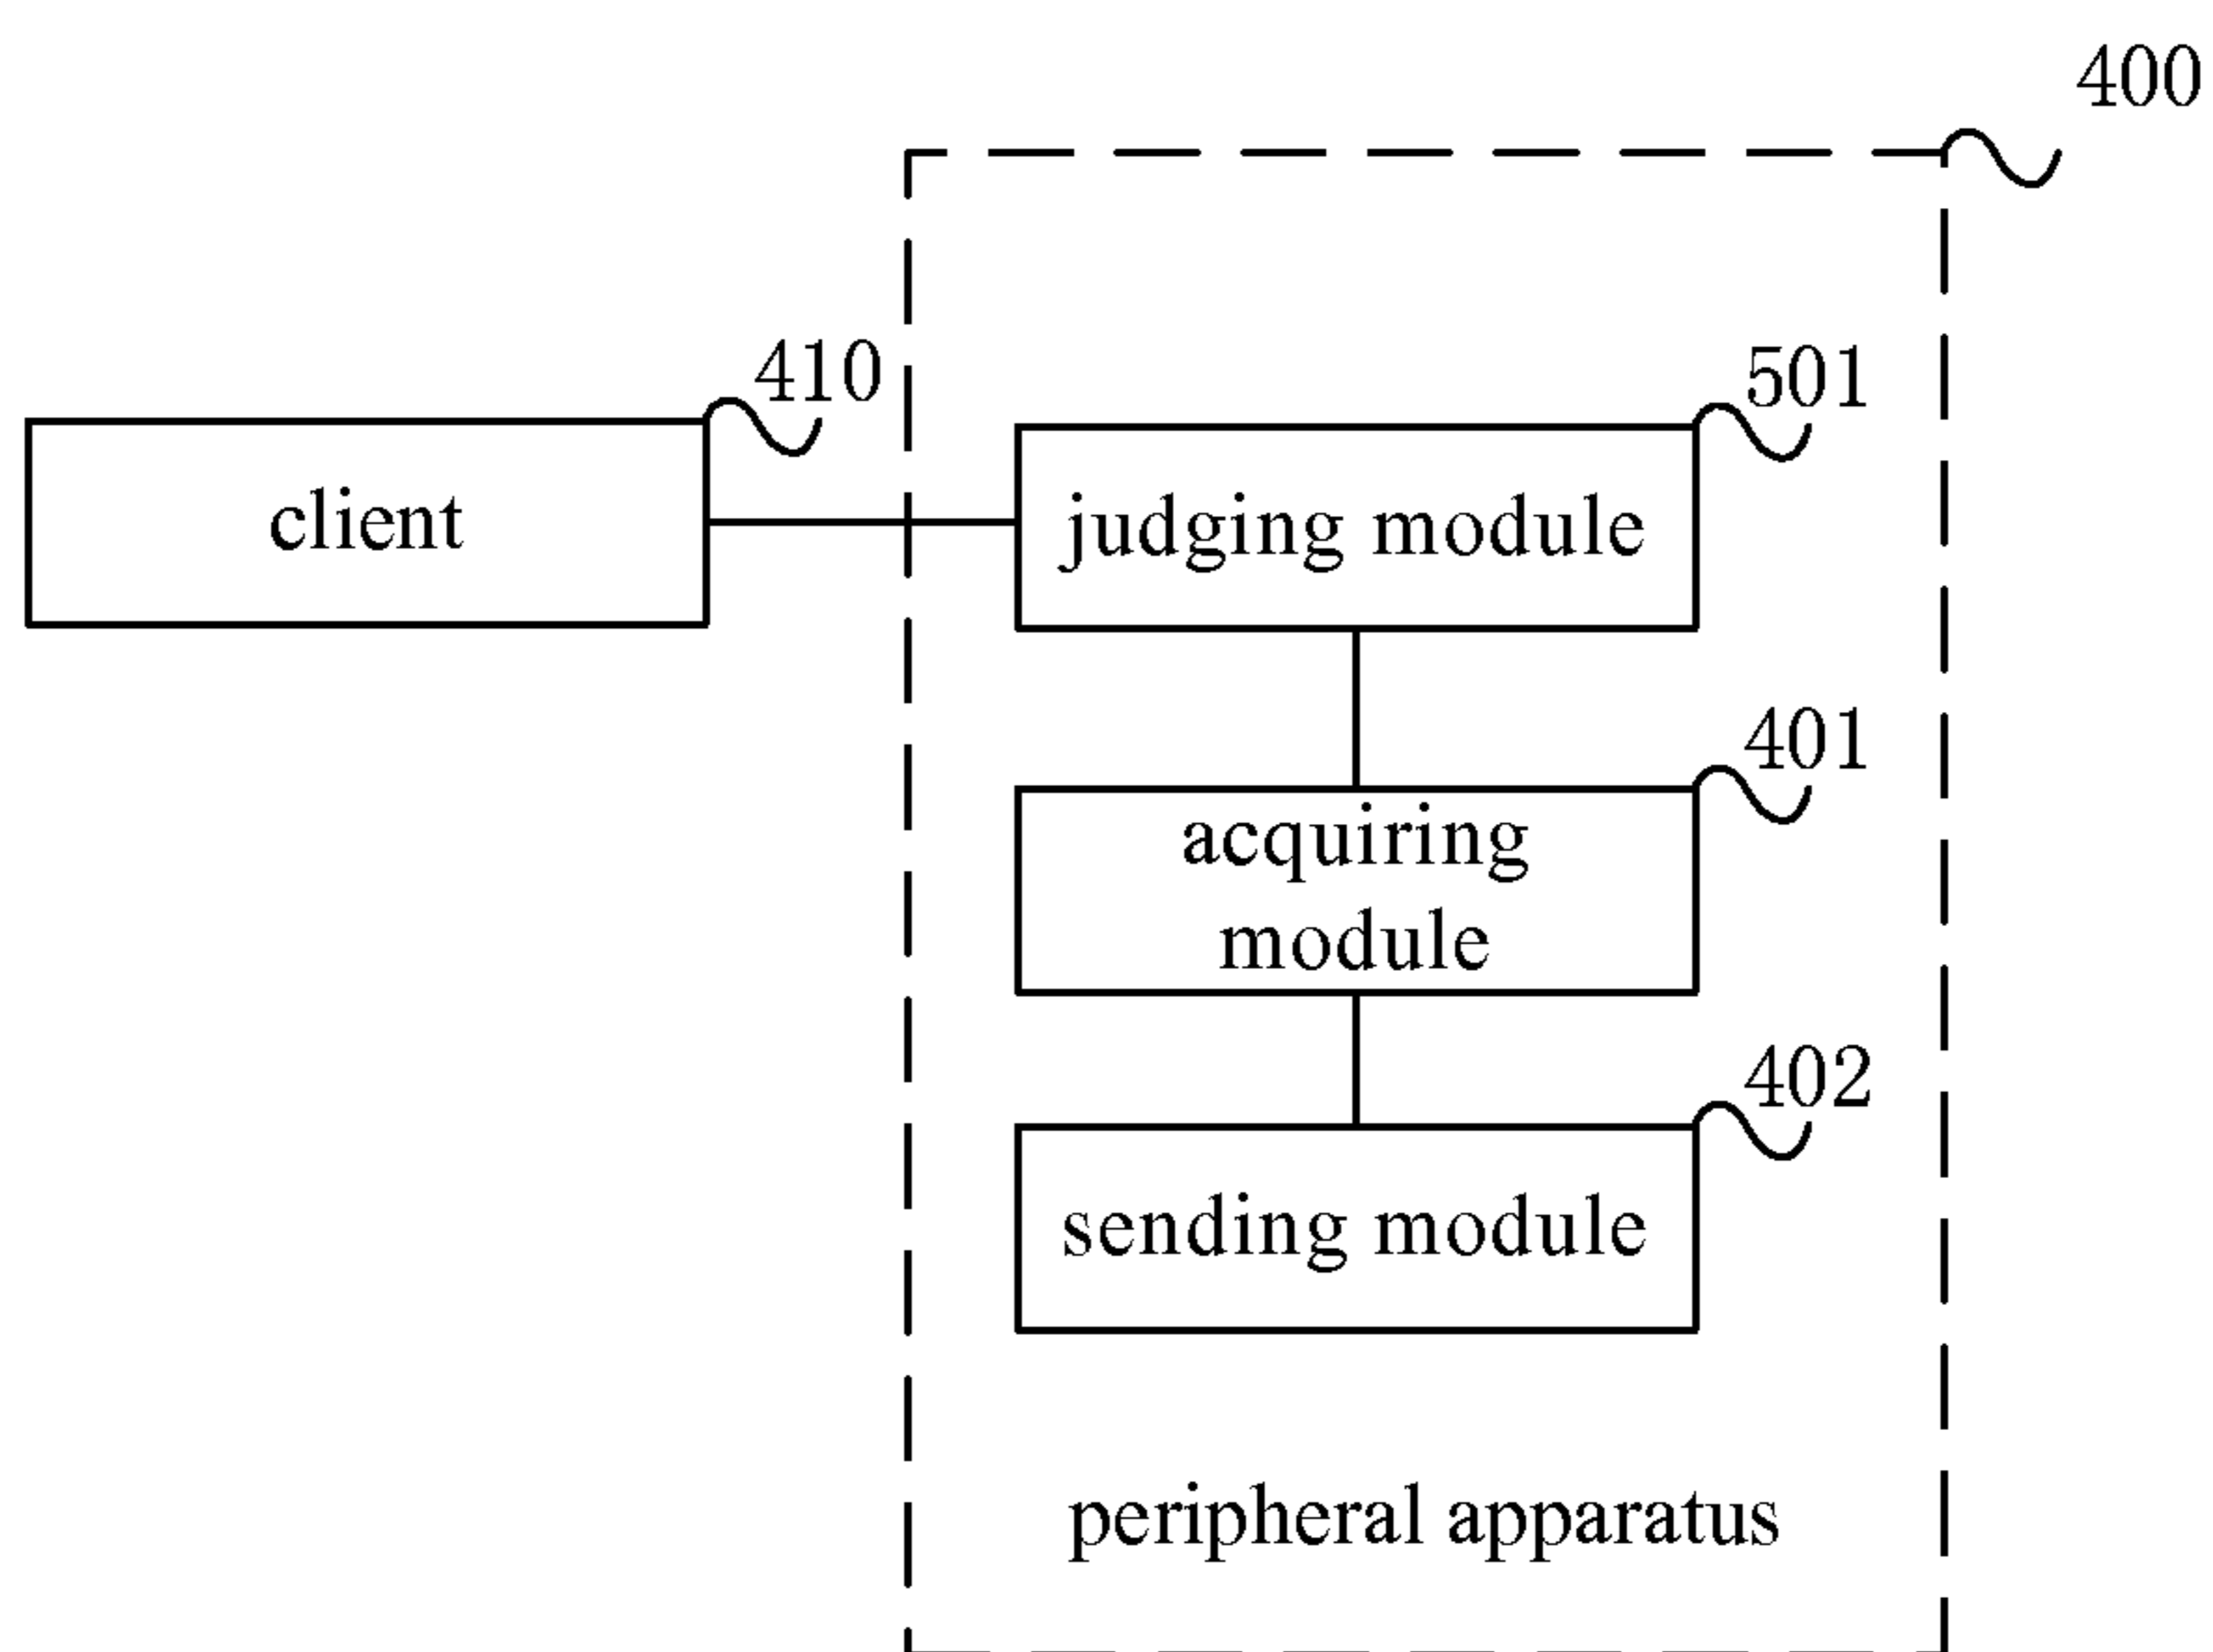 400
410
501
client
judging module
401
acquiring
module
402
sending module
peripheral apparatus